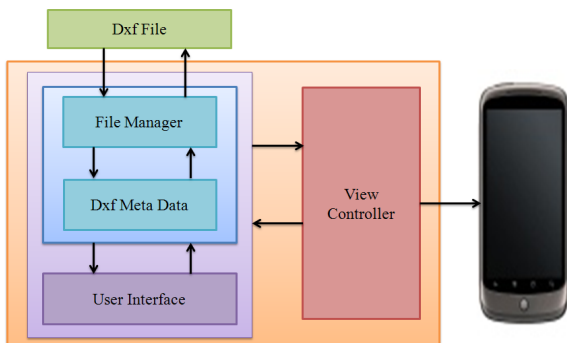 Dxf File
File Manager
Dxf Meta Data
User Interface
View
Controller